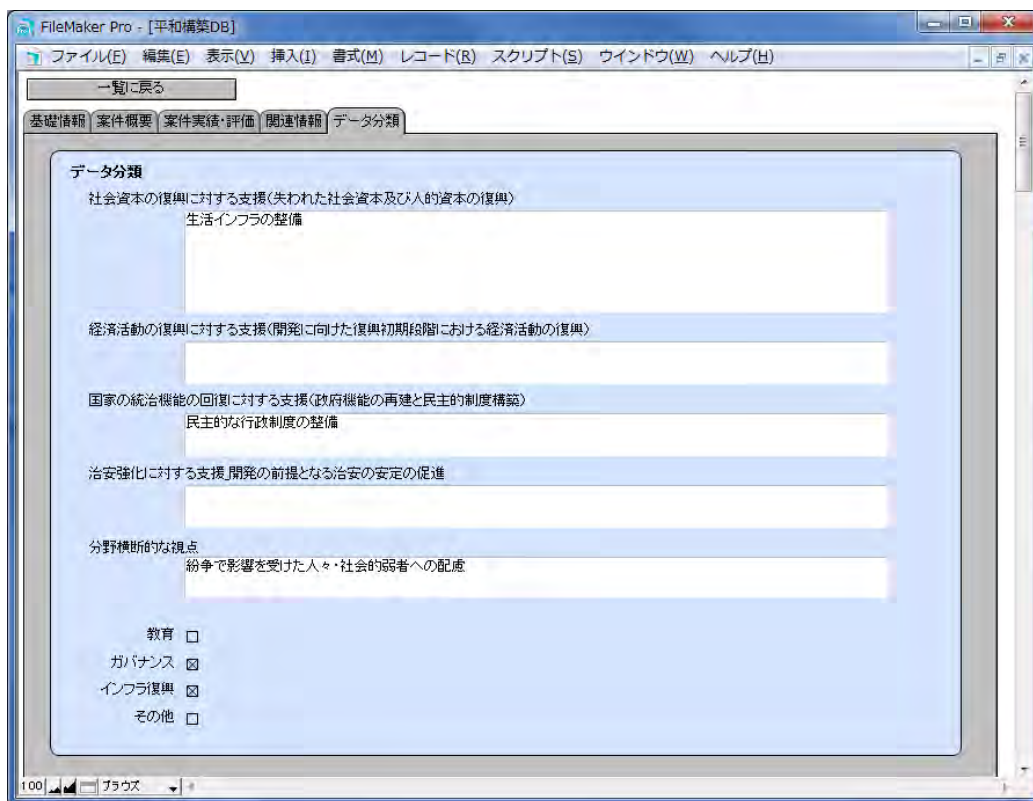 FileMaker Pro - [平和構築DB]
ファイル(F) 編集(E) 表示(V) 挿入(I) 書式(M) レコード(R) スクリプト(S) ウインドウ(W) ヘルプ(H)
一覧に戻る
基礎情報 案件概要 案件実績・評価 関連情報 データ分類
データ分類
社会資本の復興に対する支援(失われた社会資本及び人的資本の復興)
生活インフラの整備
経済活動の復興に対する支援(開発に向けた復興初期段階における経済活動の復興)
国家の統治機能の回復に対する支援(政府機能の再建と民主的制度構築)
民主的な行政制度の整備
治安強化に対する支援_開発の前提となる治安の安定の促進
分野横断的な視点
紛争で影響を受けた人々・社会的弱者への配慮
教育
ガバナンス
インフラ復興
その他
100 ブラウズ